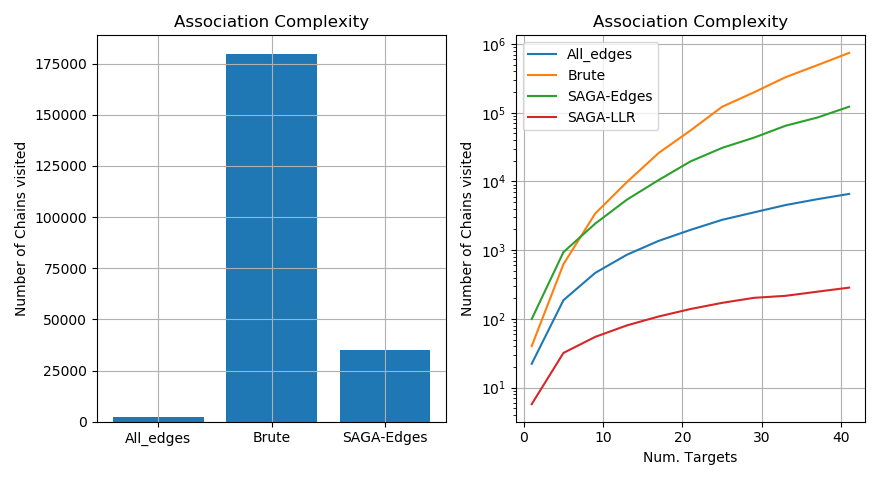 Association Complexity
Number of Chains visited
175000
150000
125000
100000
75000
50000
25000
0
All_edges
Brute
SAGA-Edges
Association Complexity
Number of Chains visited
10⁶
10⁵
10⁴
10³
10²
10¹
All_edges
Brute
SAGA-Edges
SAGA-LLR
0 10 20 30 40
Num. Targets